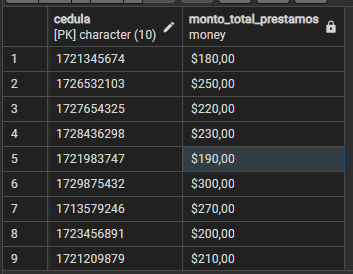 cedula monto_total_prestamos
[PK] character (10) money
1 1721345674 $180,00
2 1726532103 $250,00
3 1727654325 $220,00
4 1728436298 $230,00
5 1721983747 $190,00
6 1729875432 $300,00
7 1713579246 $270,00
8 1723456891 $200,00
9 1721209879 $210,00